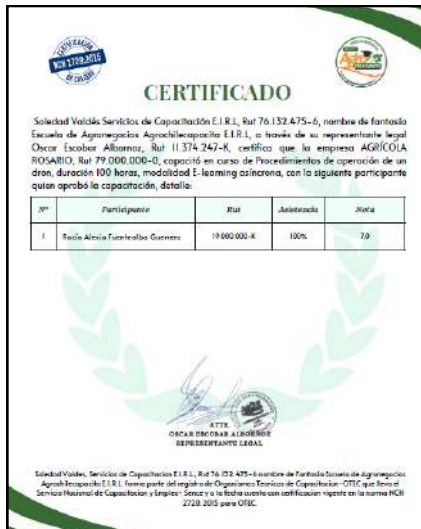 CERTIFICACIÓN
NCH 2728:2015
DE CALIDAD
CERTIFICADO
Soledad Valdés Servicios de Capacitación E.I.R.L, Rut 76.132.475-6, nombre de fantasía
Escuela de Agronegocios Agrochilecapacita E.I.R.L, a través de su representante legal
Oscar Escobar Albornoz, Rut 11.374.247-K, certifica que la empresa AGRÍCOLA
ROSARIO, Rut 79.000.000-0, capacitó en curso de Procedimientos de operación de un
dron, duración 100 horas, modalidad E-learning asíncrona, con la siguiente participante
quien aprobó la capacitación, detalle:
N° Participante Rut Asistencia Nota
1 Rocío Alexia Fuentealba Guerrero 19.000.000-K 100% 7,0
ATTE
OSCAR ESCOBAR ALBORNOZ
REPRESENTANTE LEGAL
Soledad Valdes, Servicios de Capacitacion E.I.R.L, Rut 76.132.475-6 nombre de Fantasia Escuela de Agronegocios
Agrochilecapacita E.I.R.L forma parte del registro de Organismos Tecnicos de Capacitacion -OTEC que lleva el
Servicio Nacional de Capacitacion y Empleo- Sence y a la fecha cuenta con certificacion vigente en la norma NCH
2728:2015 para OTEC.